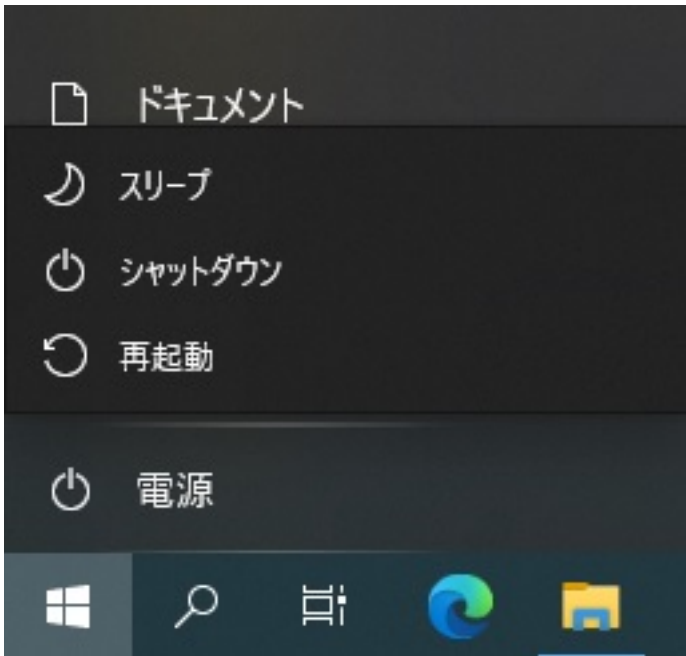 ドキュメント
スリープ
シャットダウン
再起動
電源